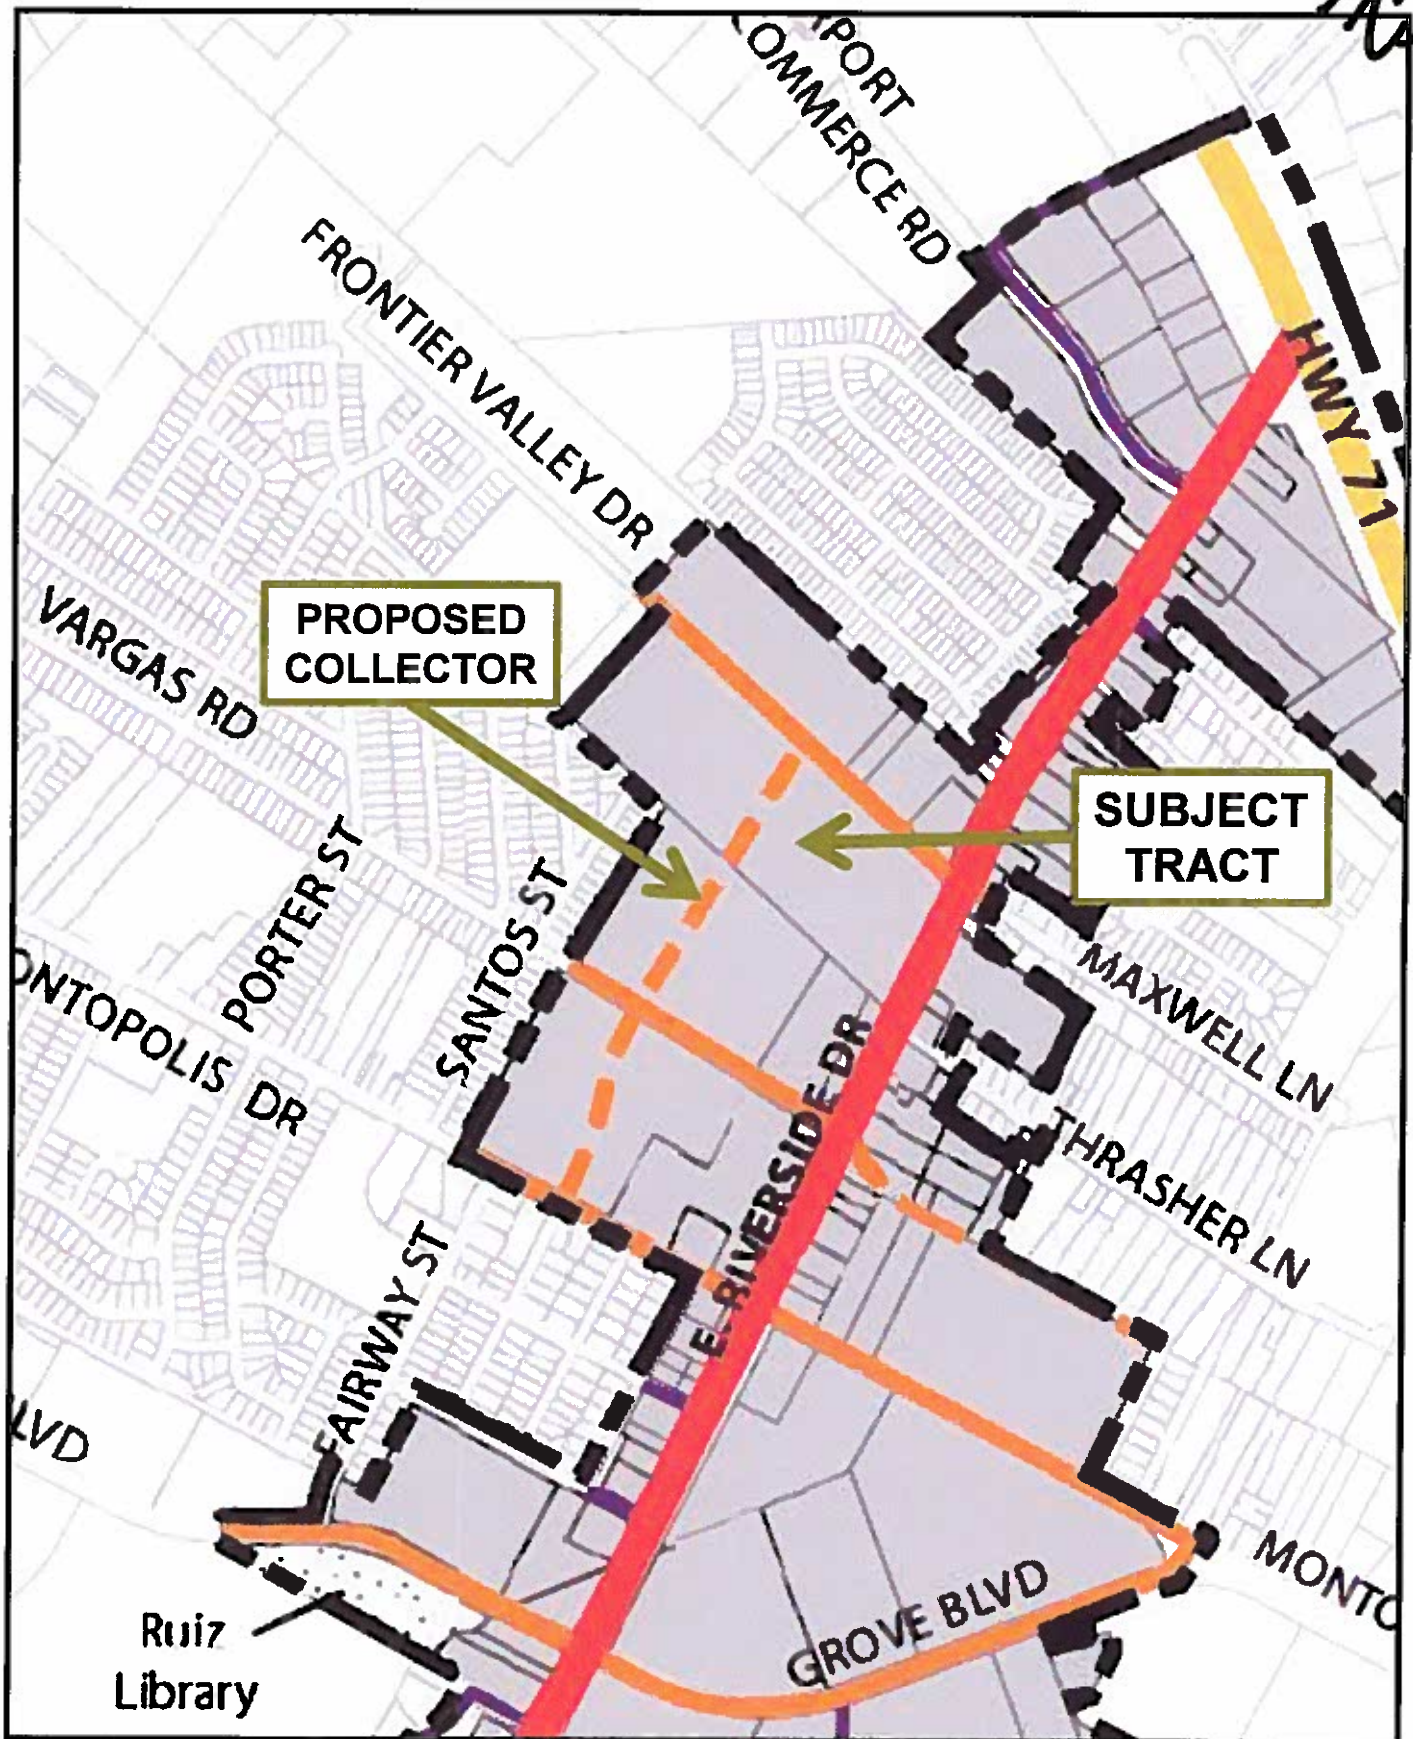 RPORT
COMMERCE RD
FRONTIER VALLEY DR
HWY 71
PROPOSED
COLLECTOR
VARGAS RD
SUBJECT
TRACT
PORTER ST
SANTOS ST
ONTOPOLIS DR
MAXWELL LN
E. RIVERSIDE DR
THRASHER LN
FAIRWAY ST
LVD
GROVE BLVD
MONTO
Ruiz
Library